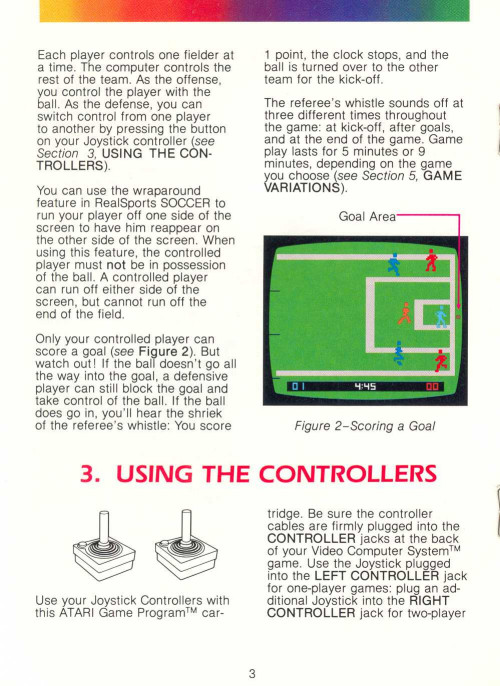 Each player controls one fielder at
a time. The computer controls the
rest of the team. As the offense,
you control the player with the
ball. As the defense, you can
switch control from one player
to another by pressing the button
on your Joystick controller (see
Section 3, USING THE CON-
TROLLERS).
You can use the wraparound
feature in RealSports SOCCER to
run your player off one side of the
screen to have him reappear on
the other side of the screen. When
using this feature, the controlled
player must not be in possession
of the ball. A controlled player
can run off either side of the
screen, but cannot run off the
end of the field.
Only your controlled player can
score a goal (see Figure 2). But
watch out! If the ball doesn't go all
the way into the goal, a defensive
player can still block the goal and
take control of the ball. If the ball
does go in, you'll hear the shriek
of the referee's whistle: You score
1 point, the clock stops, and the
ball is turned over to the other
team for the kick-off.
The referee's whistle sounds off at
three different times throughout
the game: at kick-off, after goals,
and at the end of the game. Game
play lasts for 5 minutes or 9
minutes, depending on the game
you choose (see Section 5, GAME
VARIATIONS).
Goal Area
01 4:45 00
Figure 2–Scoring a Goal
3. USING THE CONTROLLERS
Use your Joystick Controllers with
this ATARI Game Program™ car-
tridge. Be sure the controller
cables are firmly plugged into the
CONTROLLER jacks at the back
of your Video Computer System™
game. Use the Joystick plugged
into the LEFT CONTROLLER jack
for one-player games: plug an ad-
ditional Joystick into the RIGHT
CONTROLLER jack for two-player
3